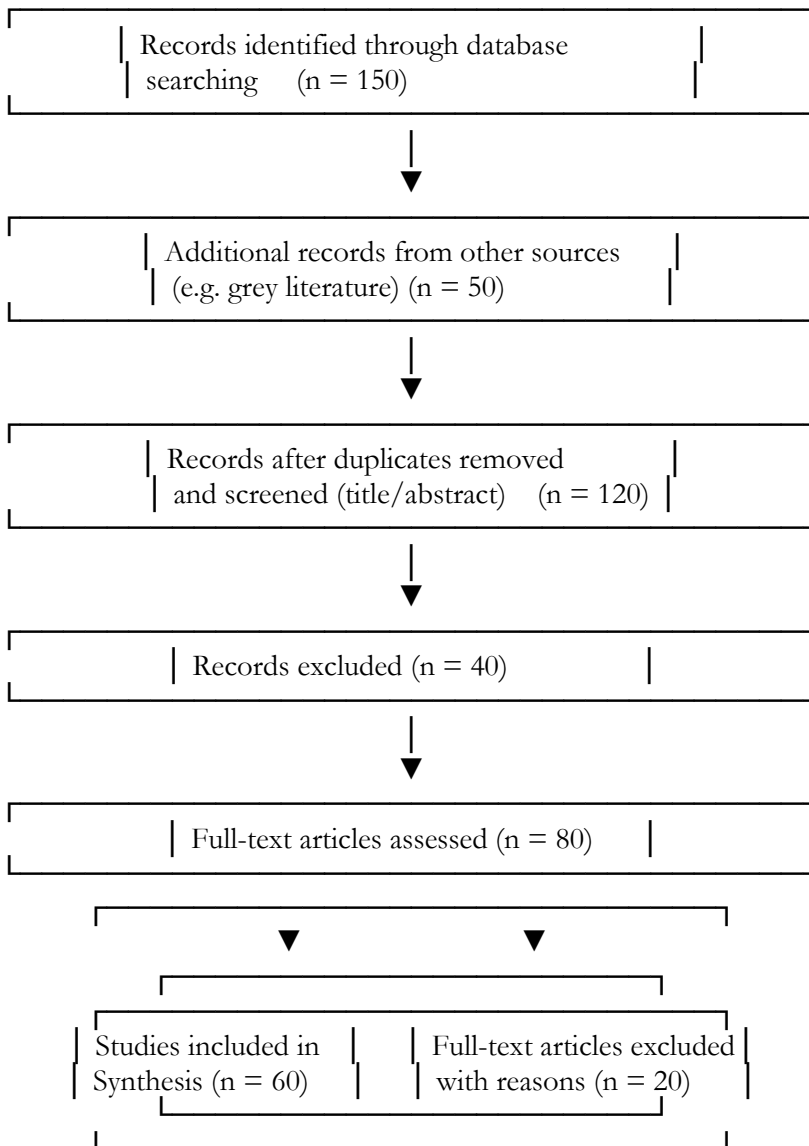 Records identified through database
searching (n = 150)
Additional records from other sources
(e.g. grey literature) (n = 50)
Records after duplicates removed
and screened (title/abstract) (n = 120)
Records excluded (n = 40)
Full-text articles assessed (n = 80)
Studies included in
Synthesis (n = 60)
Full-text articles excluded
with reasons (n = 20)